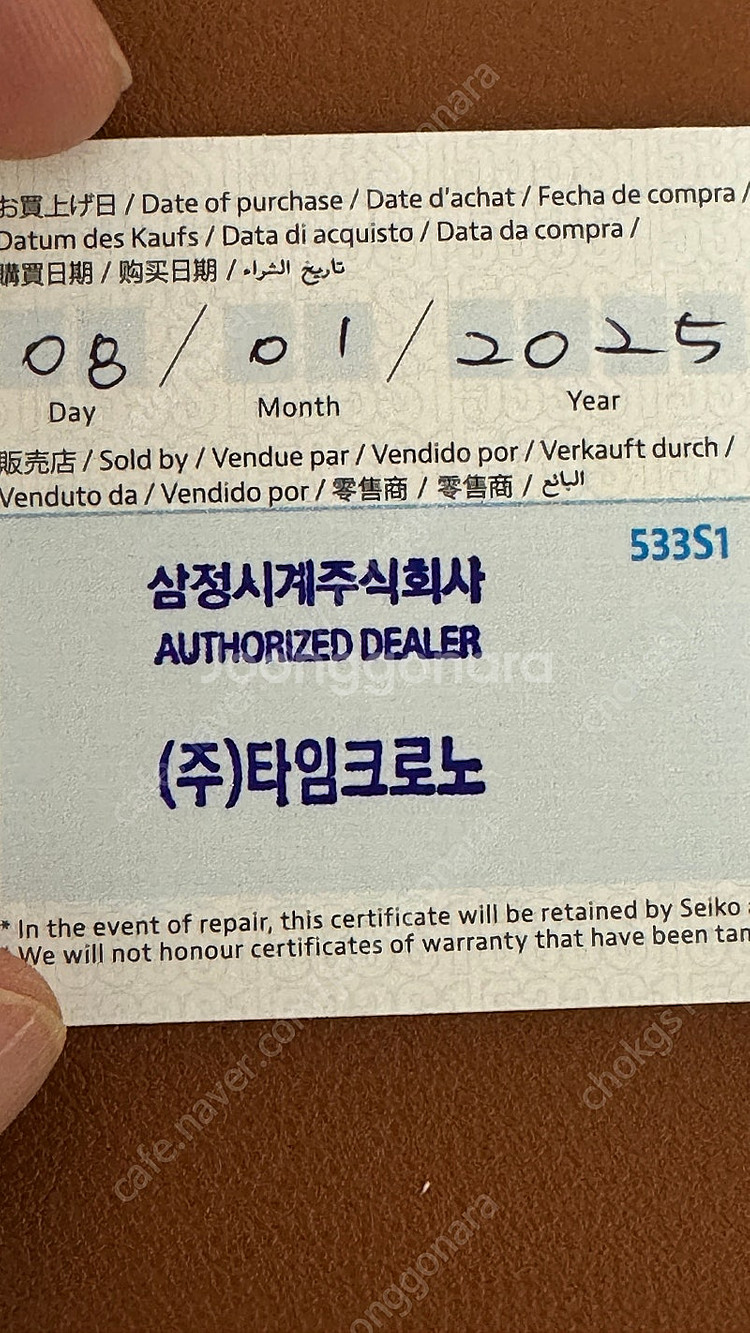 お買上げ日 / Date of purchase / Date d'achat / Fecha de compra /
Datum des Kaufs / Data di acquisto / Data da compra /
購買日期 / 购买日期 / تاريخ الشراء
08 / 01 / 2025
Day Month Year
販売店 / Sold by / Vendue par / Vendido por / Verkauft durch /
Venduto da / Vendido por / 零售商 / 零售商 / البائع
533S1
삼정시계주식회사
AUTHORIZED DEALER
Joonggonara
(주)타임크로노
* In the event of repair, this certificate will be retained by Seiko
* We will not honour certificates of warranty that have been
chokgs
cafe.naver.com